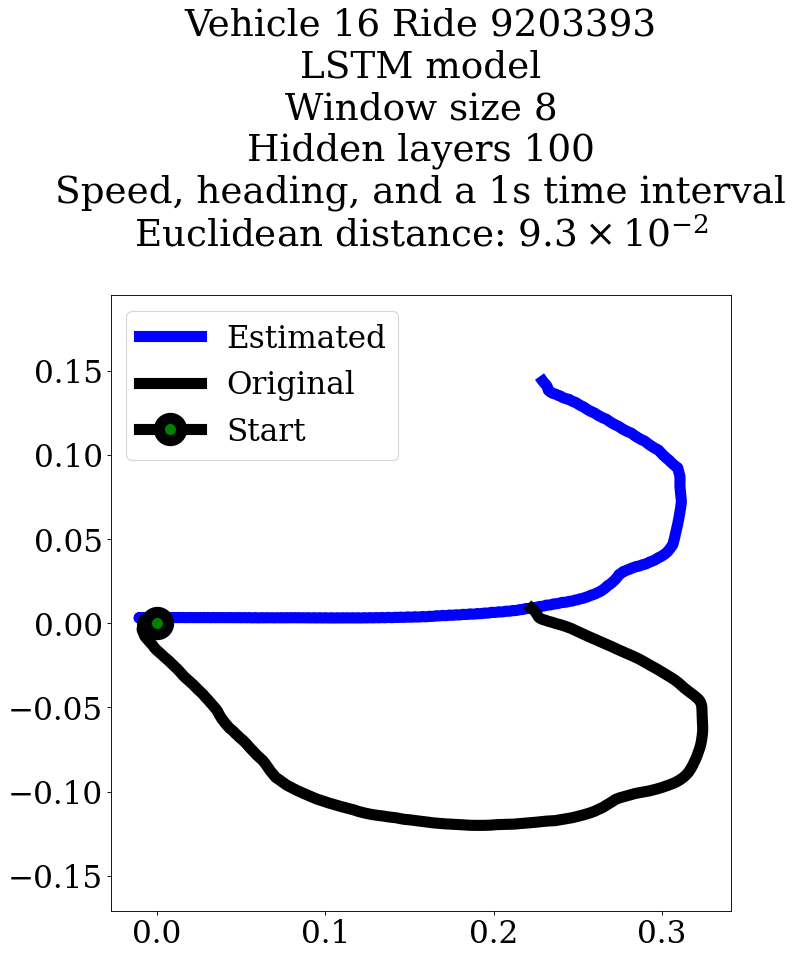 Vehicle 16 Ride 9203393
LSTM model
Window size 8
Hidden layers 100
Speed, heading, and a 1s time interval
Euclidean distance: 9.3 × 10⁻²
Estimated
Original
Start
0.15
0.10
0.05
0.00
−0.05
−0.10
−0.15
0.0 0.1 0.2 0.3